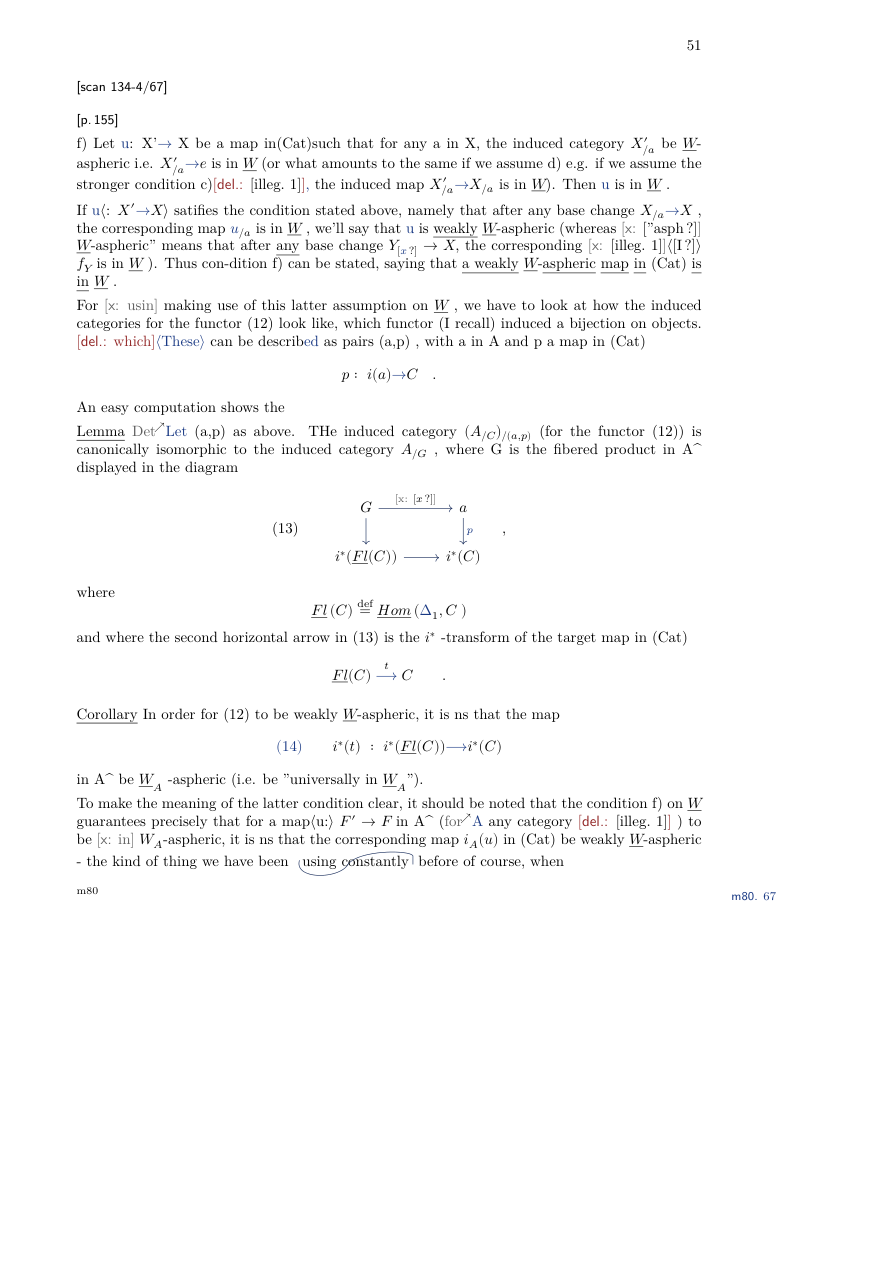 51
[scan 134-4/67]
[p. 155]
f) Let u: X'→ X be a map in(Cat)such that for any a in X, the induced category X′/a be W-
aspheric i.e. X′/a→e is in W (or what amounts to the same if we assume d) e.g. if we assume the
stronger condition c)[del.: [illeg. 1]], the induced map X′/a→X/a is in W). Then u is in W .
If u⟨: X′→X⟩ satifies the condition stated above, namely that after any base change X/a→X ,
the corresponding map u/a is in W , we'll say that u is weakly W-aspheric (whereas [x: ["asph ?]]
W-aspheric" means that after any base change Y[x ?] → X, the corresponding [x: [illeg. 1]]⟨[I ?]⟩
fY is in W ). Thus con-dition f) can be stated, saying that a weakly W-aspheric map in (Cat) is
in W .
For [x: usin] making use of this latter assumption on W , we have to look at how the induced
categories for the functor (12) look like, which functor (I recall) induced a bijection on objects.
[del.: which]⟨These⟩ can be described as pairs (a,p) , with a in A and p a map in (Cat)
p : i(a)→C .
An easy computation shows the
Lemma Det↗Let (a,p) as above. THe induced category (A/C)/(a,p) (for the functor (12)) is
canonically isomorphic to the induced category A/G , where G is the fibered product in A^
displayed in the diagram
[x: [x ?]]
G ⟶ a
(13) ↓ ↓p ,
i*(Fl(C)) ⟶ i*(C)
where
Fl (C) def= Hom (Δ1, C )
and where the second horizontal arrow in (13) is the i* -transform of the target map in (Cat)
Fl(C) t⟶ C .
Corollary In order for (12) to be weakly W-aspheric, it is ns that the map
(14) i*(t) : i*(Fl(C))⟶i*(C)
in A^ be WA -aspheric (i.e. be "universally in WA").
To make the meaning of the latter condition clear, it should be noted that the condition f) on W
guarantees precisely that for a map⟨u:⟩ F′ → F in A^ (for↗A any category [del.: [illeg. 1]] ) to
be [x: in] WA-aspheric, it is ns that the corresponding map iA(u) in (Cat) be weakly W-aspheric
- the kind of thing we have been using constantly before of course, when
m80
m80. 67